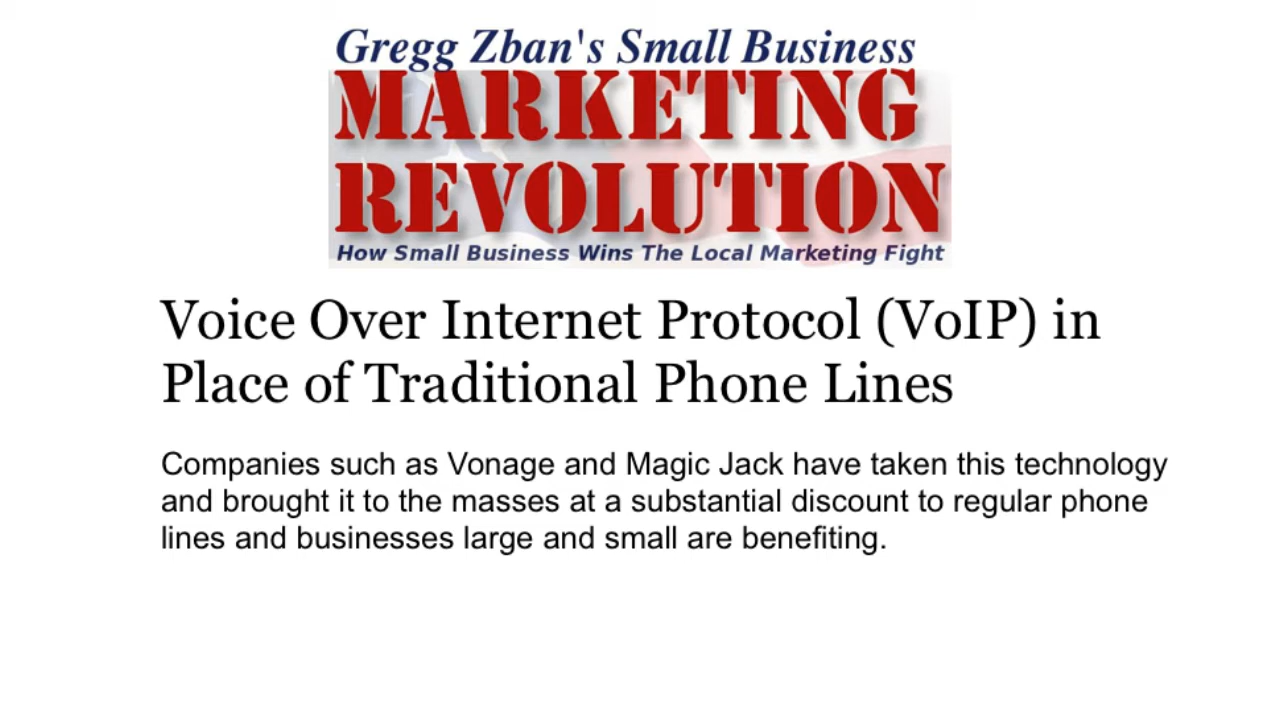 Gregg Zban's Small Business
MARKETING
REVOLUTION
How Small Business Wins The Local Marketing Fight
Voice Over Internet Protocol (VoIP) in
Place of Traditional Phone Lines
Companies such as Vonage and Magic Jack have taken this technology
and brought it to the masses at a substantial discount to regular phone
lines and businesses large and small are benefiting.